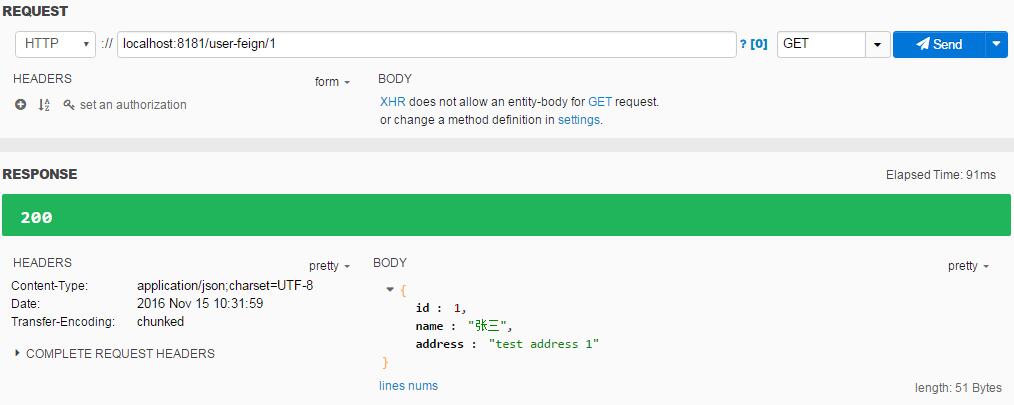 REQUEST
HTTP :// localhost:8181/user-feign/1 ? [0] GET Send
HEADERS form BODY
set an authorization XHR does not allow an entity-body for GET request.
or change a method definition in settings.
RESPONSE Elapsed Time: 91ms
200
HEADERS pretty BODY pretty
Content-Type: application/json;charset=UTF-8
Date: 2016 Nov 15 10:31:59
Transfer-Encoding: chunked
COMPLETE REQUEST HEADERS
{
id : 1,
name : "张三",
address : "test address 1"
}
lines nums length: 51 Bytes